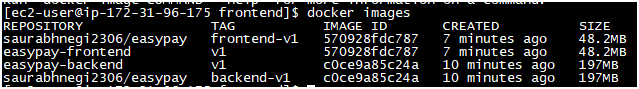 [ec2-user@ip-172-31-96-175 frontend]$ docker images
REPOSITORY TAG IMAGE ID CREATED SIZE
saurabhnegi2306/easypay frontend-v1 570928fdc787 7 minutes ago 48.2MB
easypay-frontend v1 570928fdc787 7 minutes ago 48.2MB
easypay-backend v1 c0ce9a85c24a 10 minutes ago 197MB
saurabhnegi2306/easypay backend-v1 c0ce9a85c24a 10 minutes ago 197MB